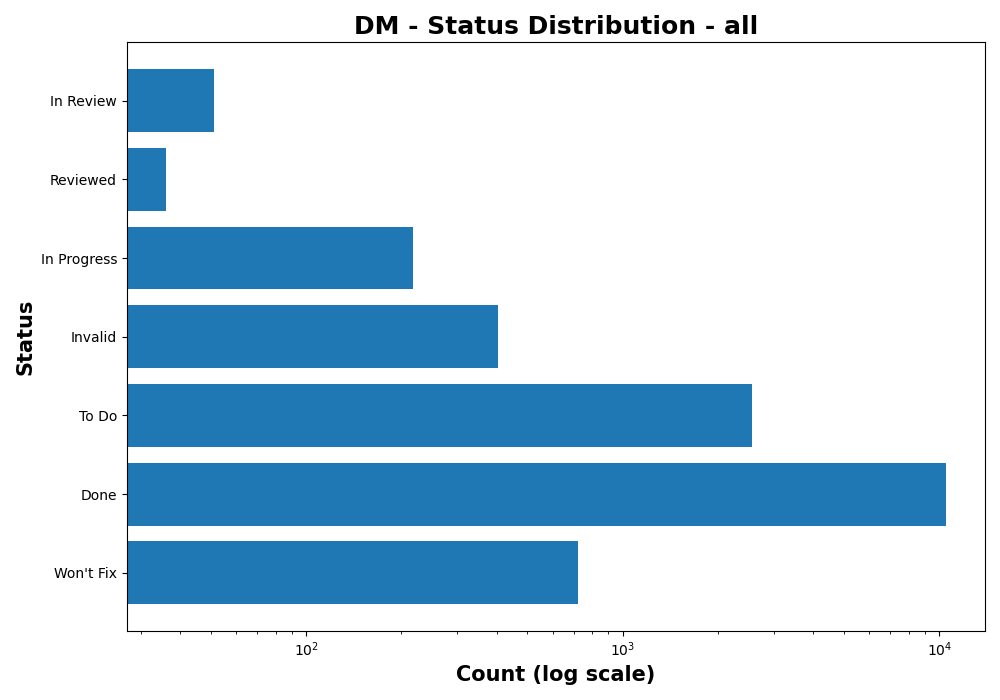 DM - Status Distribution - all
In Review
Reviewed
In Progress
Invalid
To Do
Done
Won't Fix
Status
10²
10³
10⁴
Count (log scale)